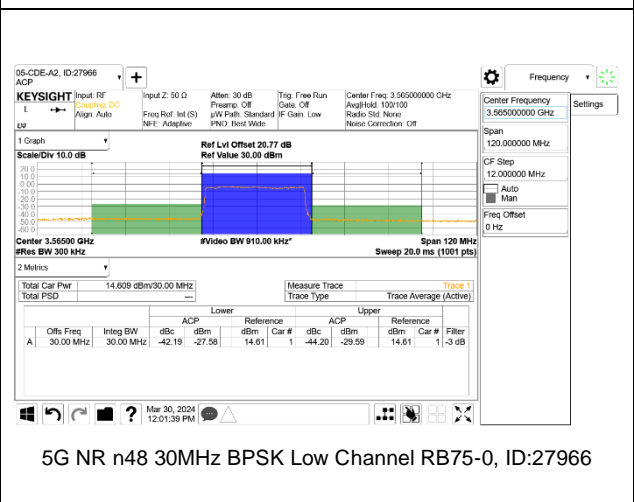 05-CDE-A2, ID:27966
ACP
KEYSIGHT Input: RF Input Z: 50 Ω Atten: 30 dB Trig: Free Run Center Freq: 3.565000000 GHz
L Coupling: DC Preamp: Off Gate: Off Avg|Hold: 100/100
Align: Auto Freq Ref: Int (S) µW Path: Standard IF Gain: Low Radio Std: None
NFE: Adaptive PNO: Best Wide Noise Correction: Off
1 Graph
Ref Lvl Offset 20.77 dB
Scale/Div 10.0 dB Ref Value 30.00 dBm
20.0
10.0
0.00
-10.0
-20.0
-30.0
-40.0
-50.0
-60.0
Center 3.56500 GHz #Video BW 910.00 kHz* Span 120 MHz
#Res BW 300 kHz Sweep 20.0 ms (1001 pts)
2 Metrics
Total Car Pwr 14.609 dBm/30.00 MHz Measure Trace Trace 1
Total PSD --- Trace Type Trace Average (Active)
Lower Upper
ACP Reference ACP Reference
Offs Freq Integ BW dBc dBm dBm Car # dBc dBm dBm Car # Filter
A 30.00 MHz 30.00 MHz -42.19 -27.58 14.61 1 -44.20 -29.59 14.61 1 -3 dB
Mar 30, 2024
12:01:39 PM
Frequency
Settings
Center Frequency
3.565000000 GHz
Span
120.000000 MHz
CF Step
12.000000 MHz
Auto
Man
Freq Offset
0 Hz
5G NR n48 30MHz BPSK Low Channel RB75-0, ID:27966